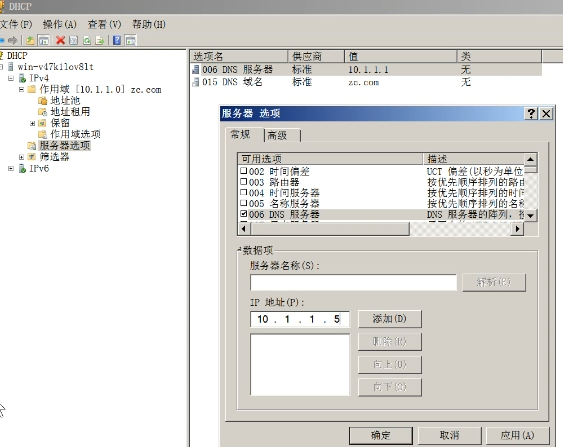 DHCP
文件(F) 操作(A) 查看(V) 帮助(H)
DHCP
win-v47kilov8lt
IPv4
作用域 [10.1.1.0] zc.com
地址池
地址租用
保留
作用域选项
服务器选项
筛选器
IPv6
选项名 供应商 值 类
006 DNS 服务器 标准 10.1.1.1 无
015 DNS 域名 标准 zc.com 无
服务器 选项
常规 高级
可用选项 描述
002 时间偏差 UCT 偏差(以秒为单位
003 路由器 按优先顺序排列的路由
004 时间服务器 按优先顺序排列的时间
005 名称服务器 按优先顺序排列的名称
006 DNS 服务器 DNS 服务器的阵列，按
数据项
服务器名称(S):
解析(E)
IP 地址(P):
10 . 1 . 1 . 5 添加(D)
删除(R)
向上(U)
向下(O)
确定 取消 应用(A)